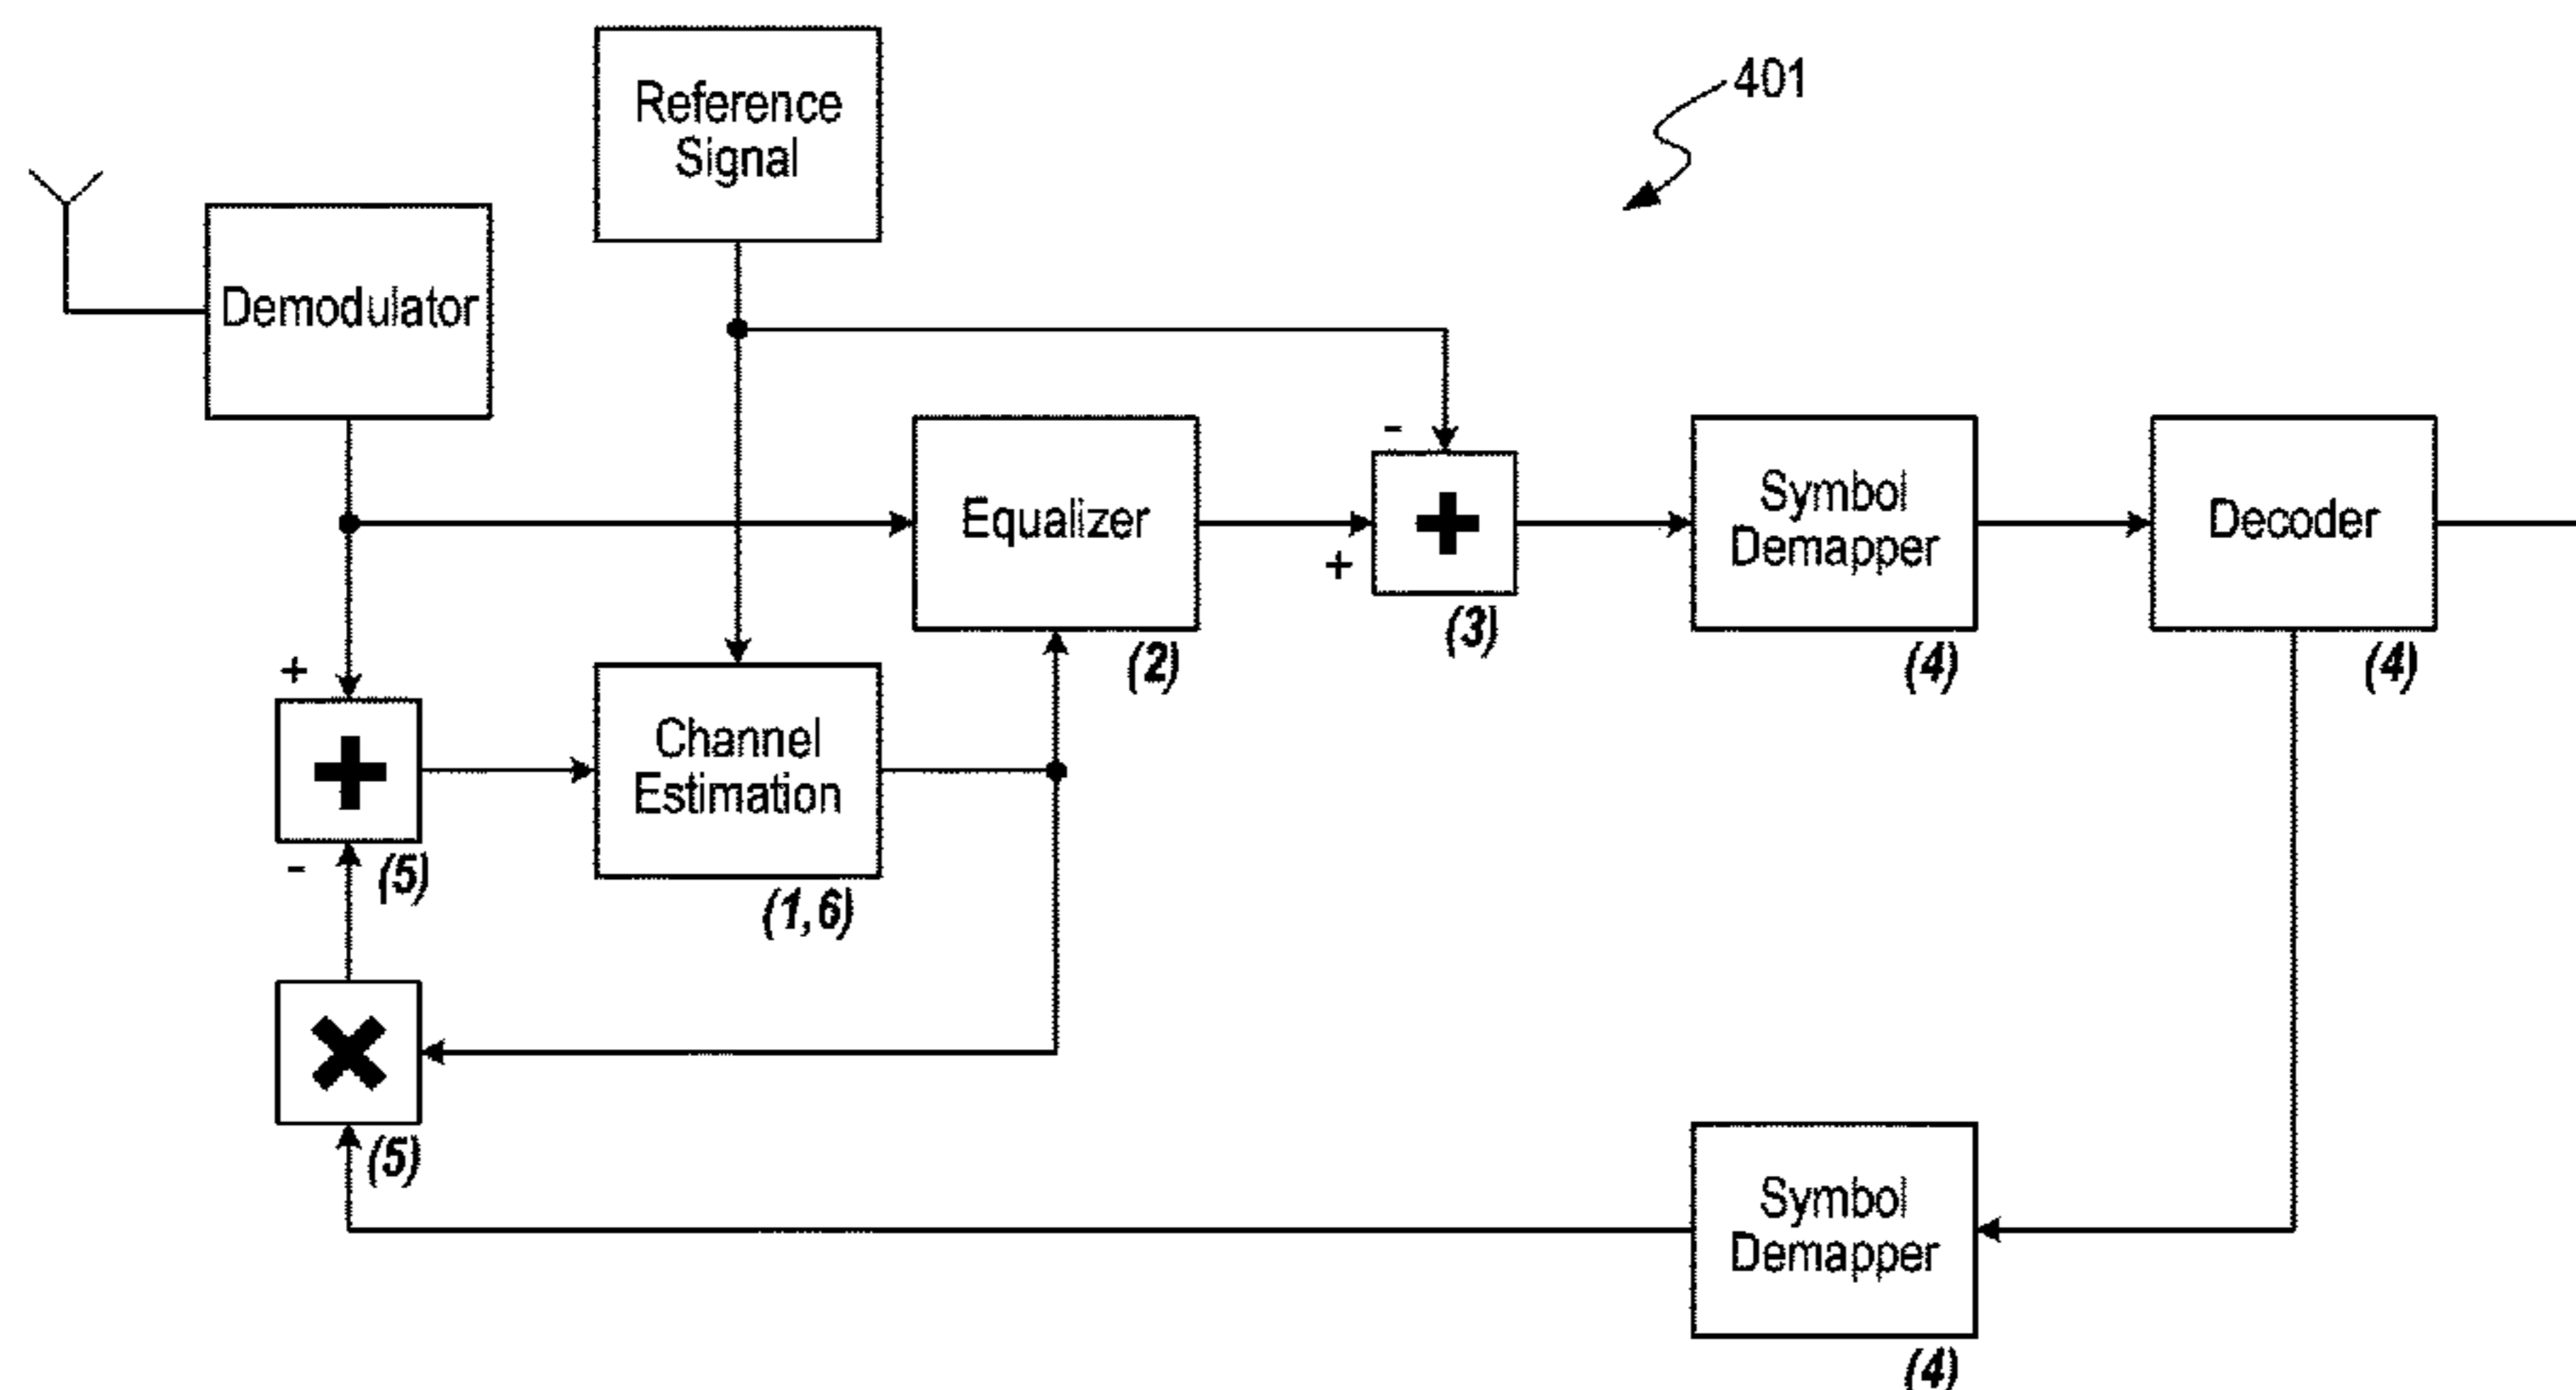 Reference
Signal
401
Demodulator
-
Equalizer
+
+
(3)
Symbol
Demapper
Decoder
(2)
(4)
(4)
+
+
-
(5)
Channel
Estimation
(1,6)
×
(5)
Symbol
Demapper
(4)